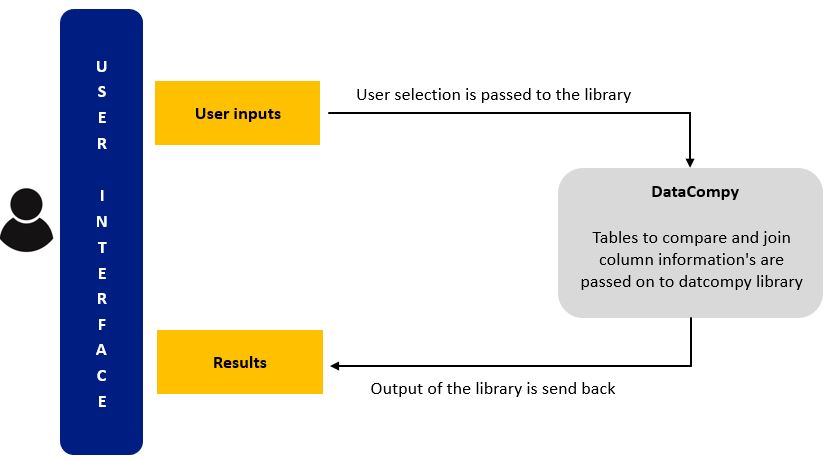 USER INTERFACE
User inputs
User selection is passed to the library
DataCompy
Tables to compare and join
column information's are
passed on to datcompy library
Results
Output of the library is send back